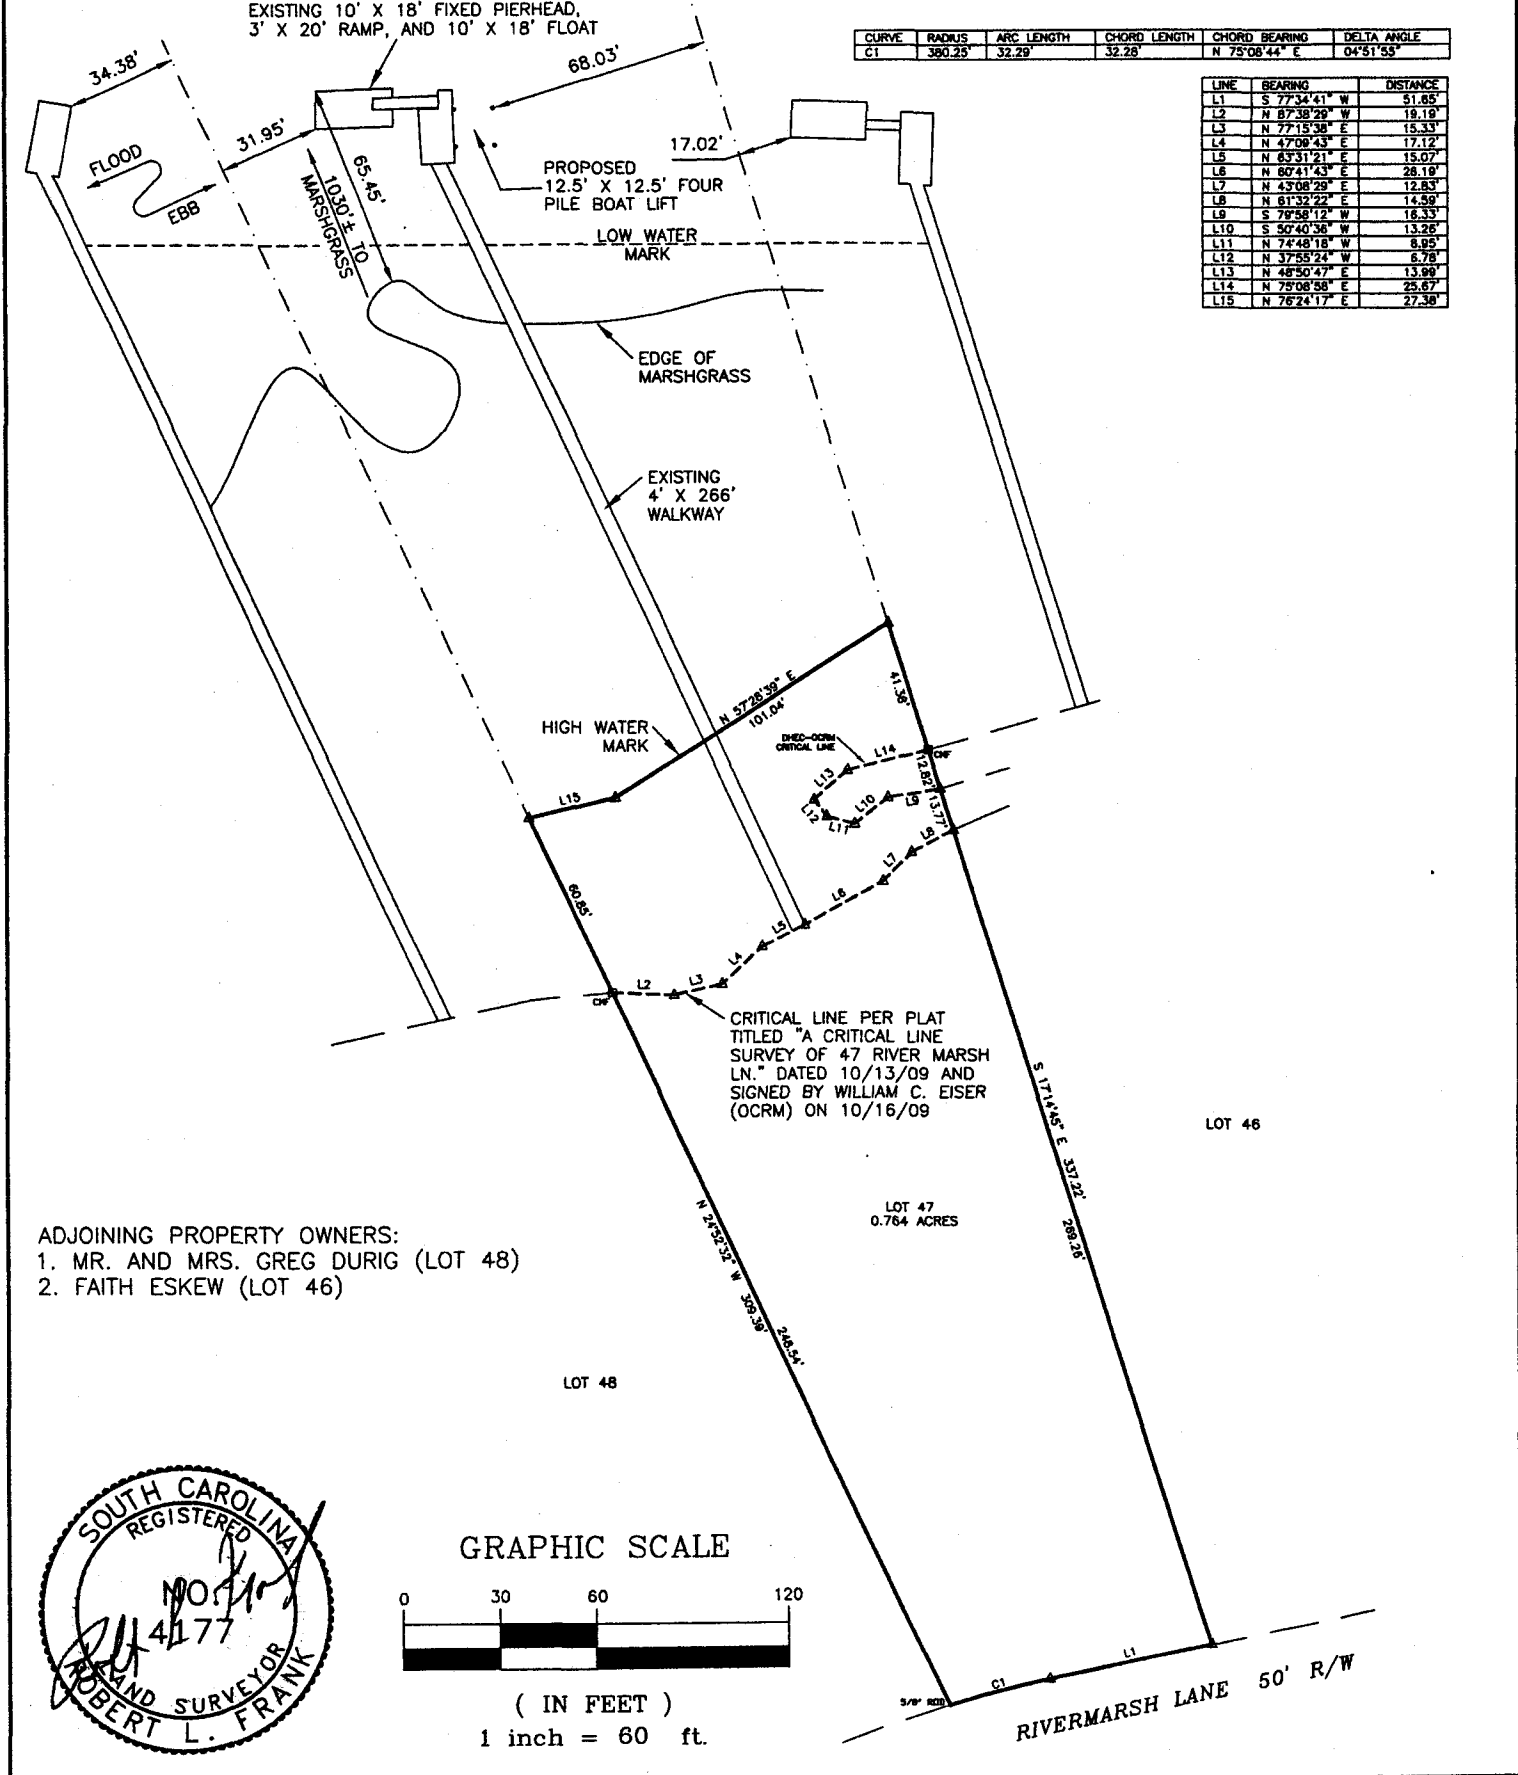 EXISTING 10' X 18' FIXED PIERHEAD,
3' X 20' RAMP, AND 10' X 18' FLOAT
CURVE RADIUS ARC LENGTH CHORD LENGTH CHORD BEARING DELTA ANGLE
C1 380.25' 32.29' 32.28' N 75°08'44" E 04°51'55"
LINE BEARING DISTANCE
L1 S 77°34'41" W 51.65'
L2 N 87°38'29" W 19.19'
L3 N 77°15'38" E 15.33'
L4 N 47°09'43" E 17.12'
L5 N 63°31'21" E 15.07'
L6 N 60°41'43" E 28.19'
L7 N 43°08'29" E 12.83'
L8 N 61°32'22" E 14.59'
L9 S 79°58'12" W 16.33'
L10 S 50°40'36" W 13.26'
L11 N 74°48'18" W 8.95'
L12 N 37°55'24" W 6.78'
L13 N 48°50'47" E 13.99'
L14 N 75°08'58" E 25.67'
L15 N 76°24'17" E 27.38'
34.38'
68.03'
31.95'
65.45'
17.02'
FLOOD
EBB
1030'± TO
MARSHGRASS
PROPOSED
12.5' X 12.5' FOUR
PILE BOAT LIFT
LOW WATER
MARK
EDGE OF
MARSHGRASS
EXISTING
4' X 266'
WALKWAY
N 57°28'39" E
101.04'
41.38'
HIGH WATER
MARK
DHEC-OCRM
CRITICAL LINE
L14
CMF
L13
12.82'
L15
L12
L11
L10
L9
13.77'
L8
L7
L6
60.85'
L5
L4
L3
L2
CMF
CRITICAL LINE PER PLAT
TITLED "A CRITICAL LINE
SURVEY OF 47 RIVER MARSH
LN." DATED 10/13/09 AND
SIGNED BY WILLIAM C. EISER
(OCRM) ON 10/16/09
S 17°14'45" E 337.22'
269.26'
LOT 46
LOT 47
0.764 ACRES
N 24°52'32" W 309.39'
248.54'
ADJOINING PROPERTY OWNERS:
1. MR. AND MRS. GREG DURIG (LOT 48)
2. FAITH ESKEW (LOT 46)
LOT 48
SOUTH CAROLINA
REGISTERED
NO.
4177
LAND SURVEYOR
ROBERT L. FRANK
GRAPHIC SCALE
0 30 60 120
( IN FEET )
1 inch = 60 ft.
5/8" ROD
C1
L1
RIVERMARSH LANE 50' R/W